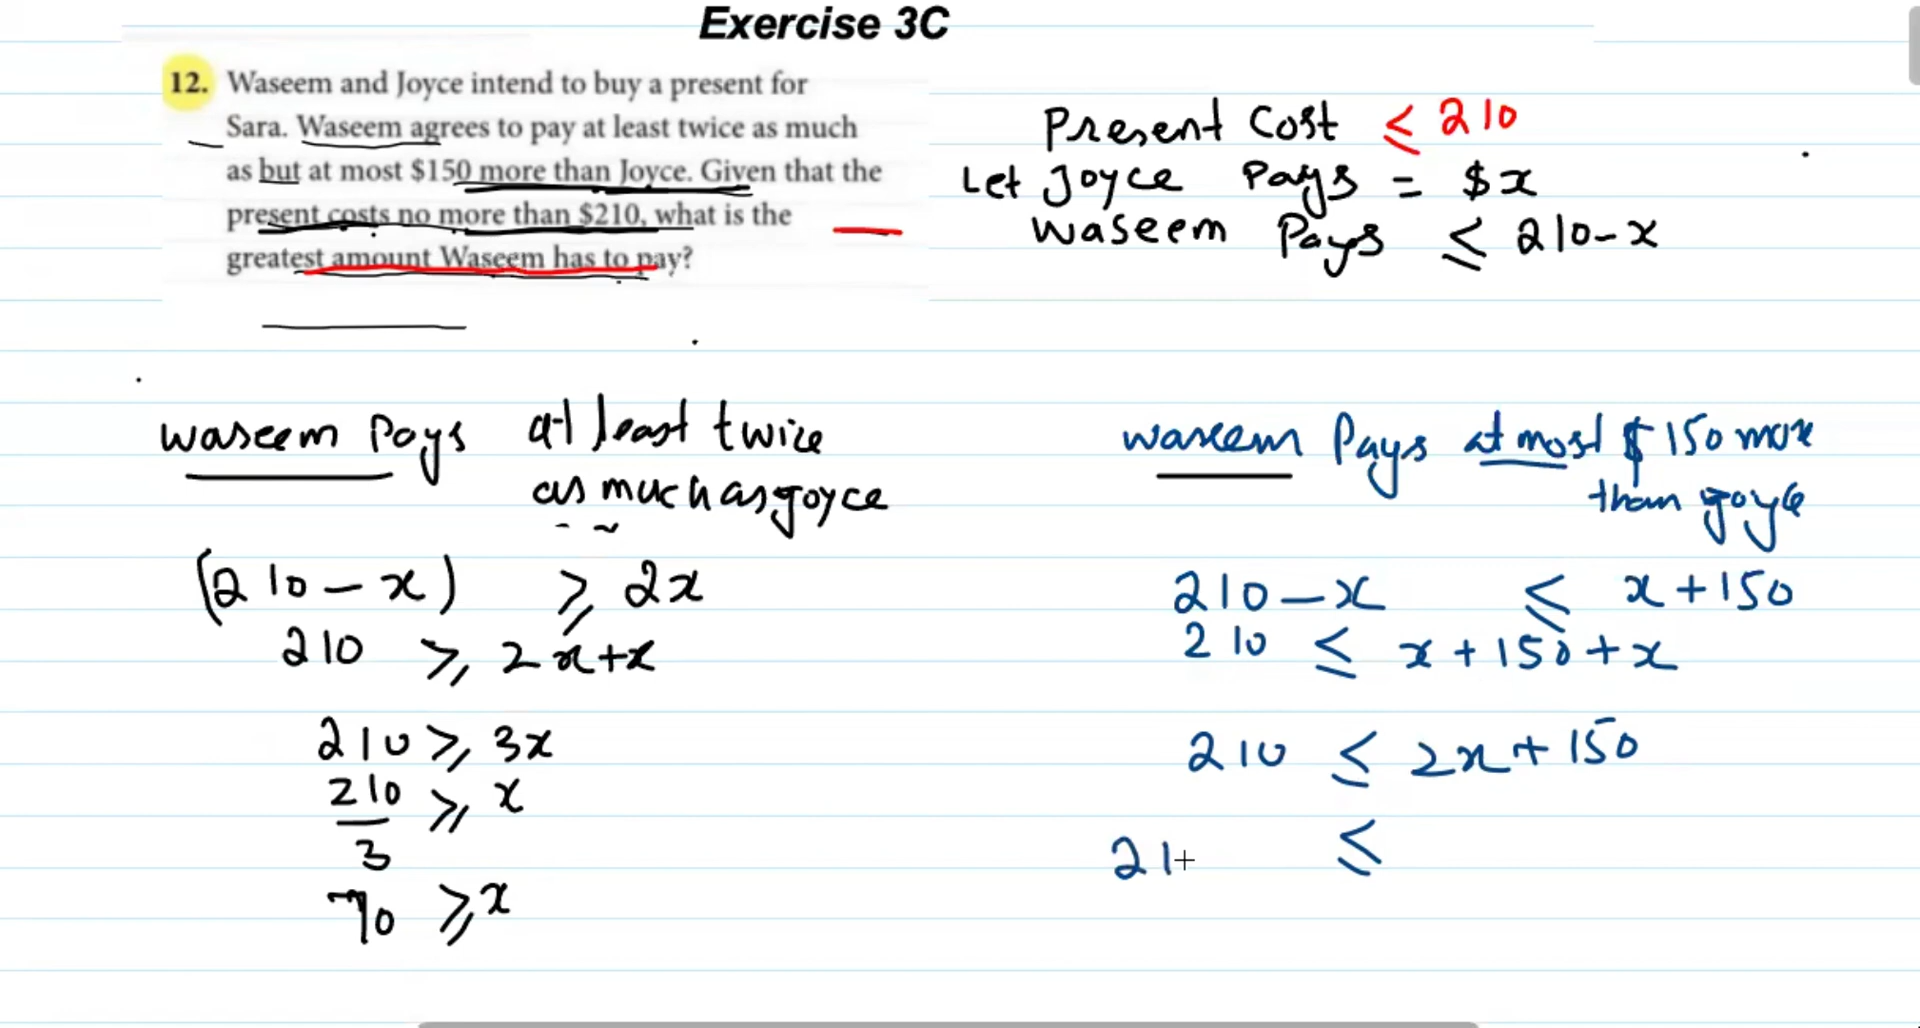 Exercise 3C
12. Waseem and Joyce intend to buy a present for
Sara. Waseem agrees to pay at least twice as much
as but at most $150 more than Joyce. Given that the
present costs no more than $210, what is the
greatest amount Waseem has to pay?
Present Cost ≤ 210
Let Joyce Pays = $x
Waseem Pays ≤ 210-x
Waseem Pays at least twice
as much as Joyce
(210-x) ≥ 2x
210 ≥ 2x+x
210 ≥ 3x
210/3 ≥ x
70 ≥ x
Waseem Pays at most $150 more
than Joyce
210-x ≤ x+150
210 ≤ x+150+x
210 ≤ 2x+150
21 ≤